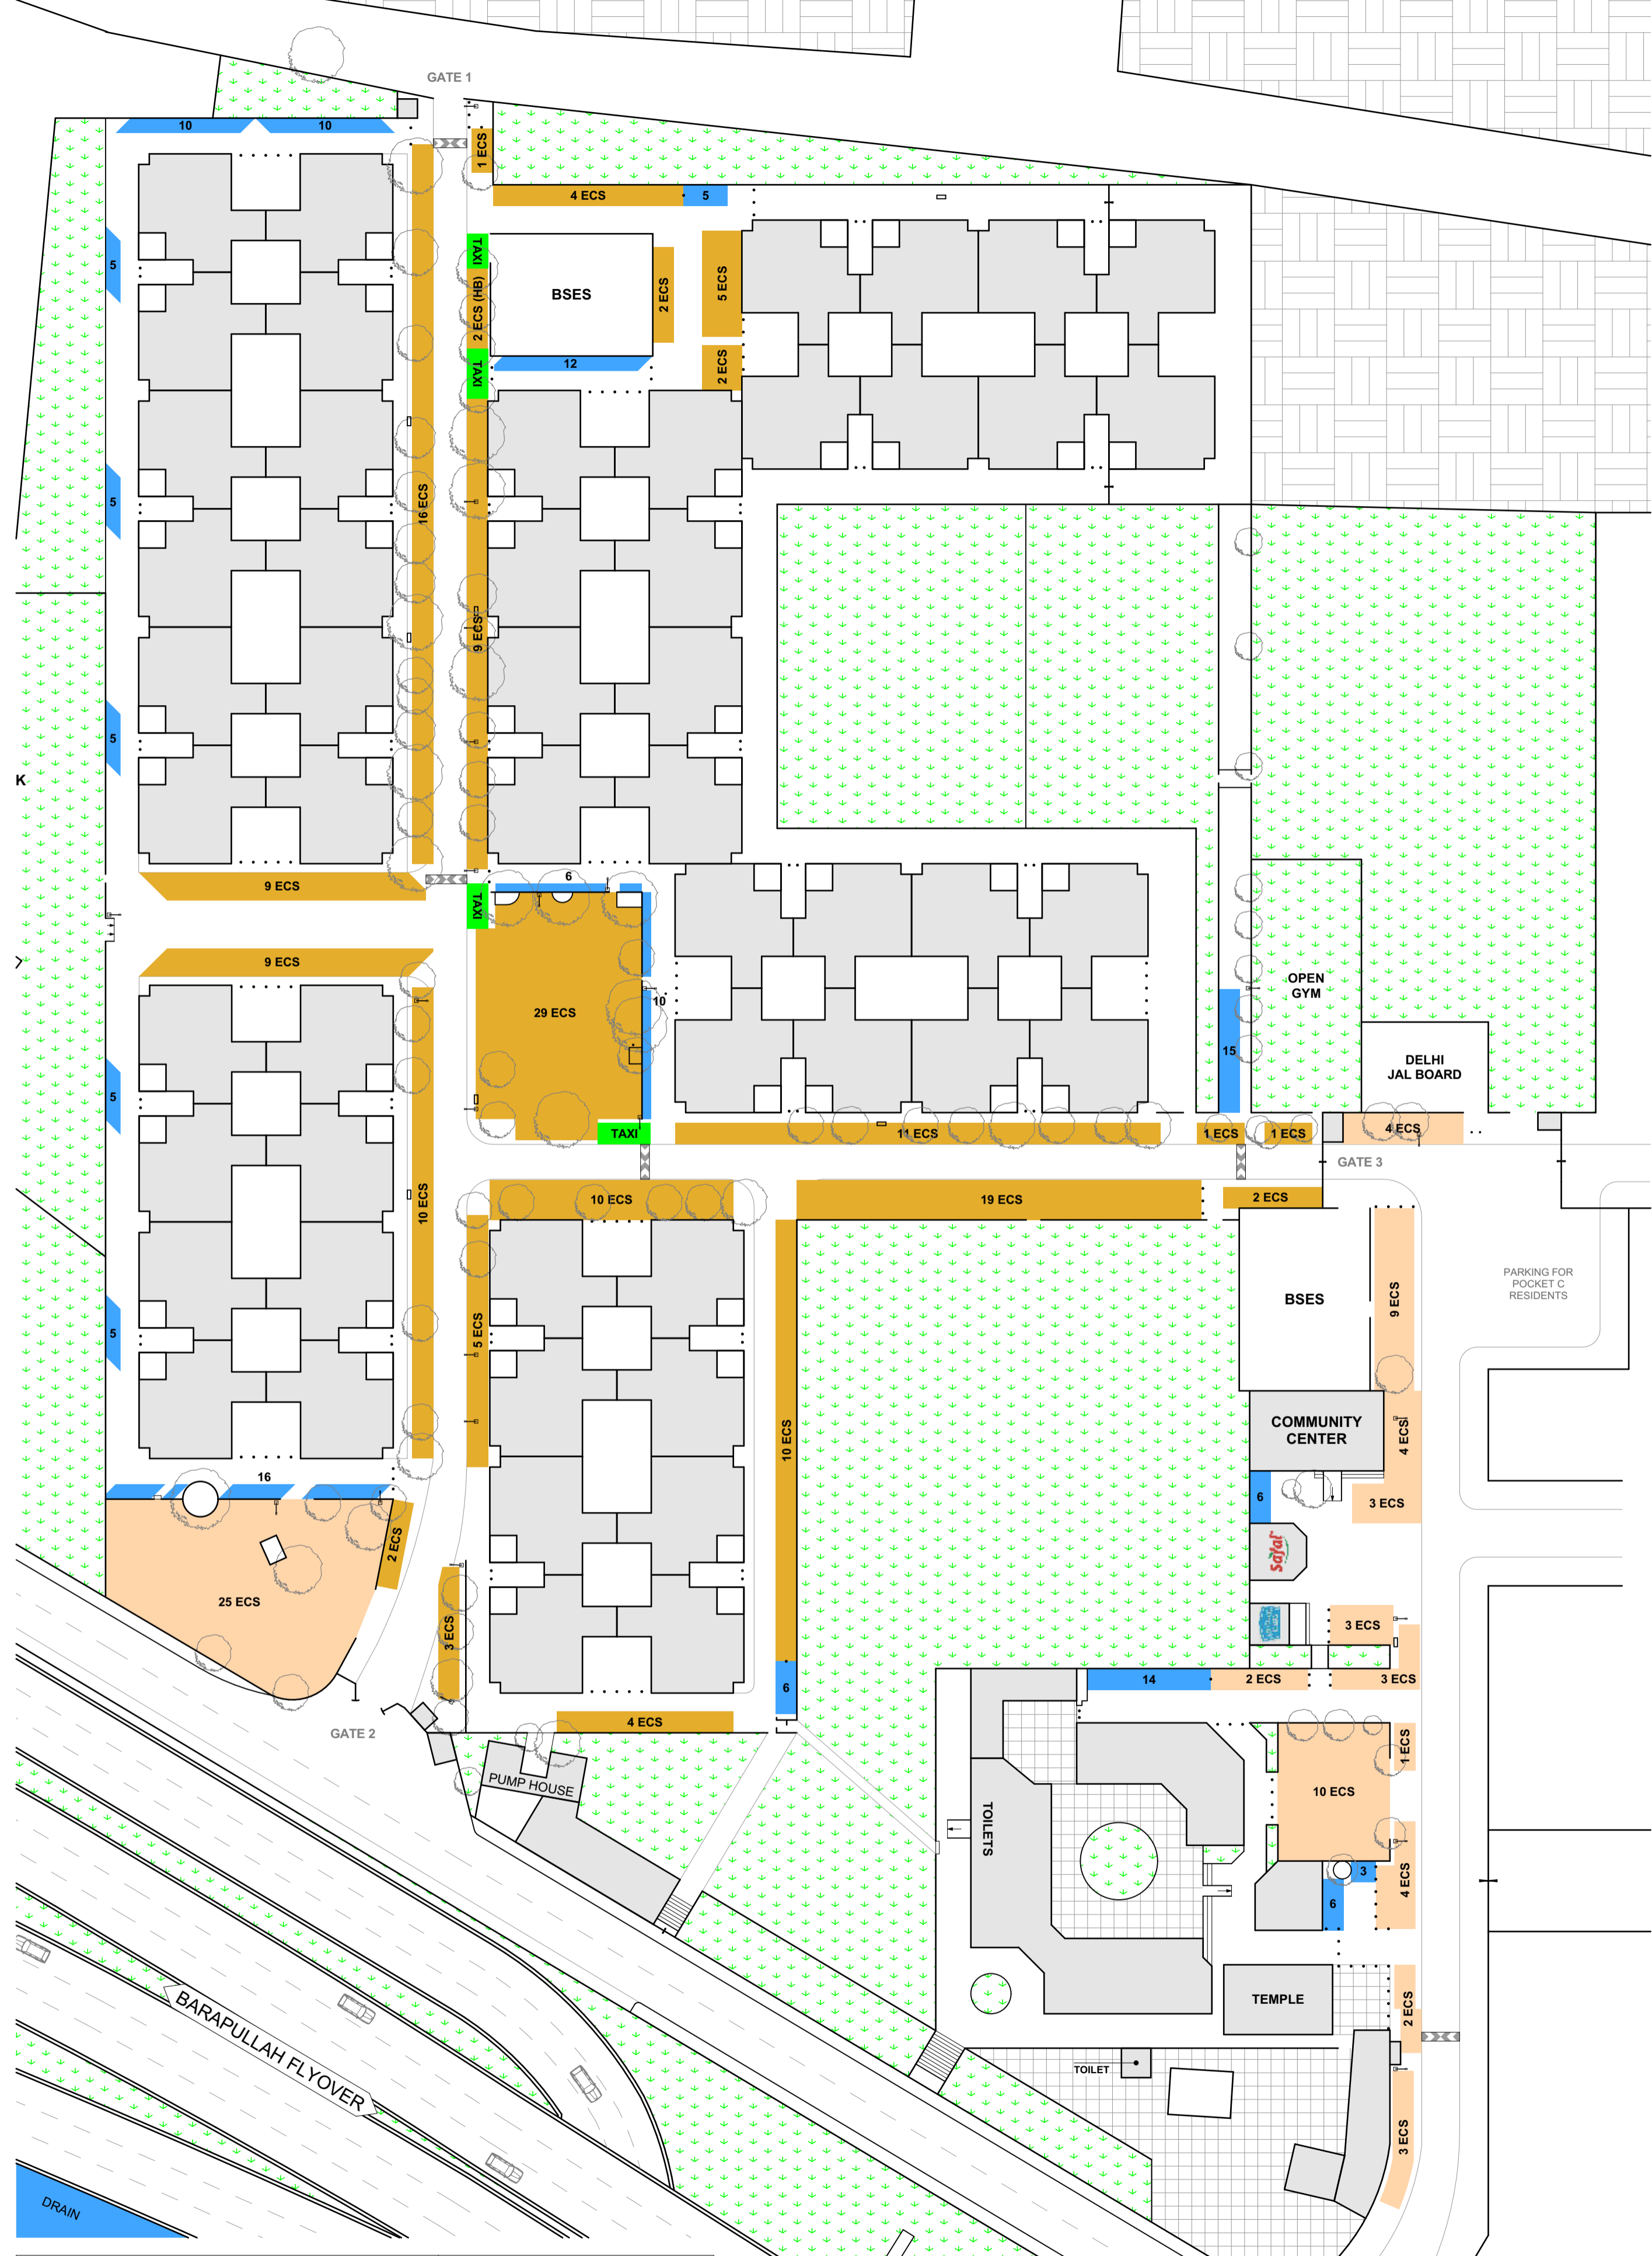 GATE 1
10
10
1 ECS
4 ECS
5
5
TAXI
2 ECS (HB)
BSES
2 ECS
5 ECS
12
2 ECS
TAXI
5
16 ECS
9 ECS
5
K
6
9 ECS
TAXI
9 ECS
29 ECS
10
OPEN
GYM
15
DELHI
JAL BOARD
5
TAXI
11 ECS
1 ECS
1 ECS
4 ECS
GATE 3
10 ECS
10 ECS
19 ECS
2 ECS
5
5 ECS
BSES
9 ECS
PARKING FOR
POCKET C
RESIDENTS
10 ECS
COMMUNITY
CENTER
4 ECS
16
6
3 ECS
2 ECS
Safal
25 ECS
3 ECS
3 ECS
6
14
2 ECS
3 ECS
4 ECS
GATE 2
PUMP HOUSE
1 ECS
10 ECS
TOILETS
3
4 ECS
6
TEMPLE
2 ECS
BARAPULLAH FLYOVER
TOILET
3 ECS
DRAIN